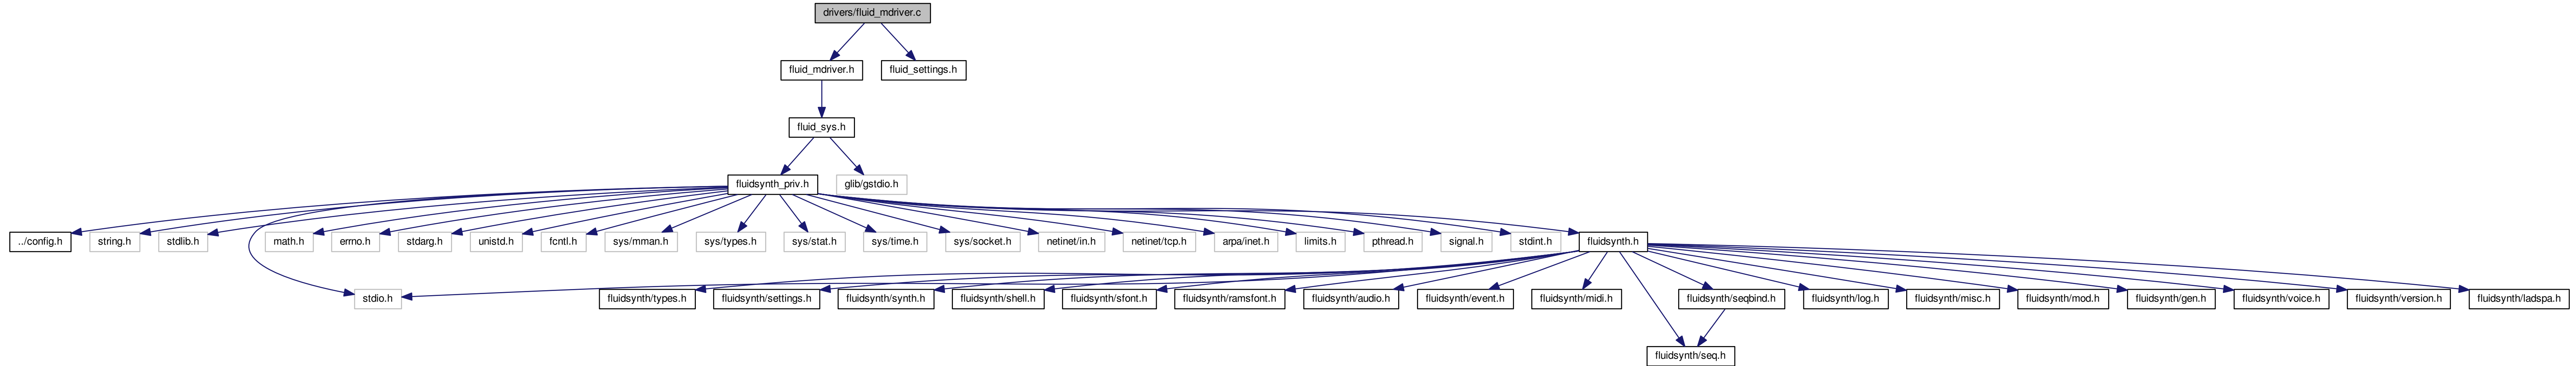 drivers/fluid_mdriver.c
fluid_mdriver.h
fluid_settings.h
fluid_sys.h
fluidsynth_priv.h
glib/gstdio.h
../config.h
string.h
stdlib.h
math.h
errno.h
stdarg.h
unistd.h
fcntl.h
sys/mman.h
sys/types.h
sys/stat.h
sys/time.h
sys/socket.h
netinet/in.h
netinet/tcp.h
arpa/inet.h
limits.h
pthread.h
signal.h
stdint.h
fluidsynth.h
stdio.h
fluidsynth/types.h
fluidsynth/settings.h
fluidsynth/synth.h
fluidsynth/shell.h
fluidsynth/sfont.h
fluidsynth/ramsfont.h
fluidsynth/audio.h
fluidsynth/event.h
fluidsynth/midi.h
fluidsynth/seqbind.h
fluidsynth/log.h
fluidsynth/misc.h
fluidsynth/mod.h
fluidsynth/gen.h
fluidsynth/voice.h
fluidsynth/version.h
fluidsynth/ladspa.h
fluidsynth/seq.h